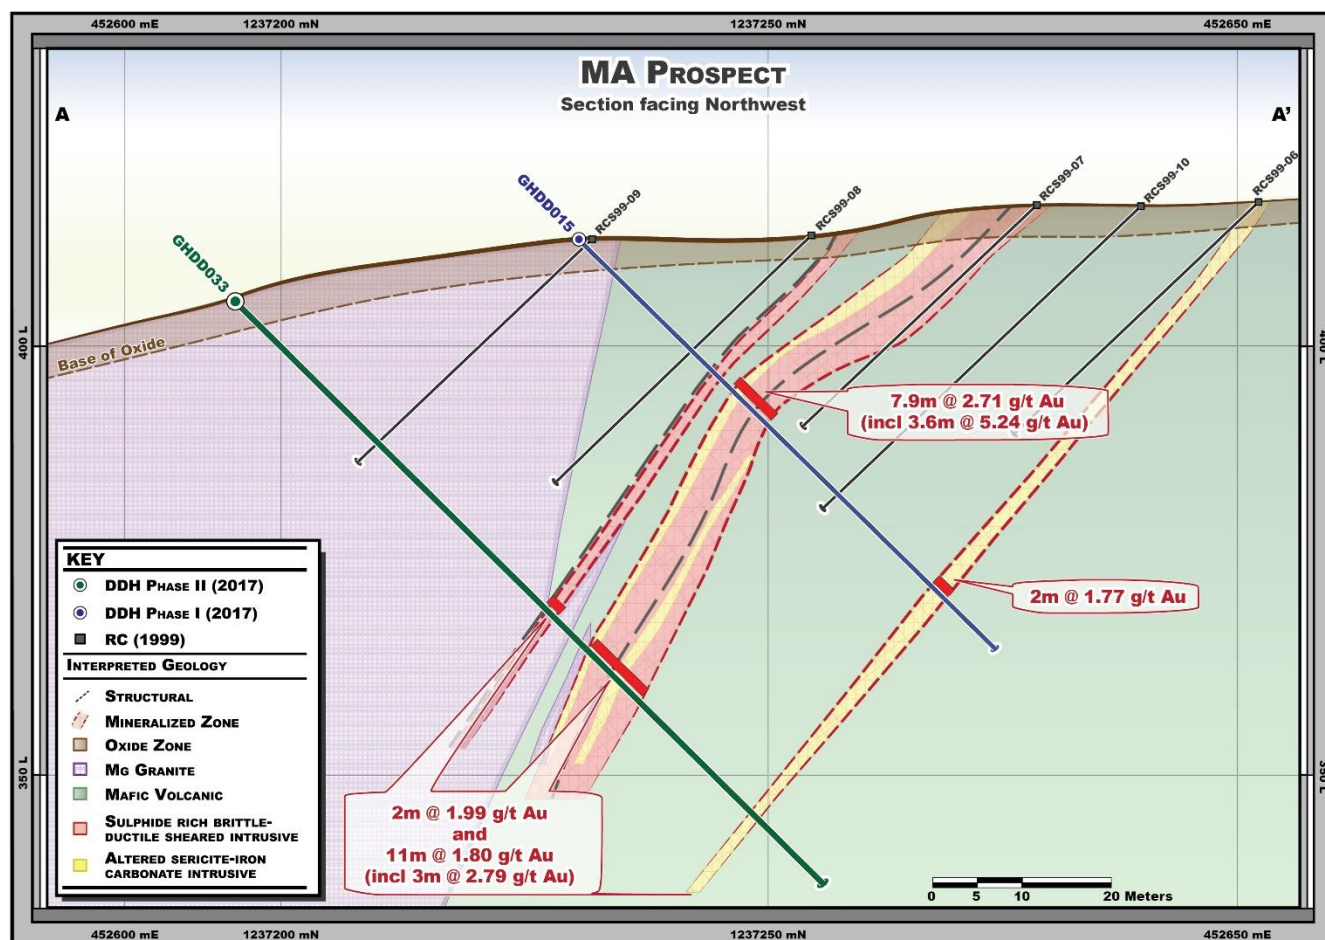 452600 mE 1237200 mN 1237250 mN 452650 mE
MA PROSPECT
Section facing Northwest
A A'
GHDD033
GHDD015
RCS99-09
RCS99-08
RCS99-07
RCS99-10
RCS99-06
Base of Oxide
400 L 400 L
7.9m @ 2.71 g/t Au
(incl 3.6m @ 5.24 g/t Au)
2m @ 1.77 g/t Au
2m @ 1.99 g/t Au
and
11m @ 1.80 g/t Au
(incl 3m @ 2.79 g/t Au)
350 L 350 L
KEY
DDH PHASE II (2017)
DDH PHASE I (2017)
RC (1999)
INTERPRETED GEOLOGY
STRUCTURAL
MINERALIZED ZONE
OXIDE ZONE
MG GRANITE
MAFIC VOLCANIC
SULPHIDE RICH BRITTLE-
DUCTILE SHEARED INTRUSIVE
ALTERED SERICITE-IRON
CARBONATE INTRUSIVE
0 5 10 20 Meters
452600 mE 1237200 mN 1237250 mN 452650 mE